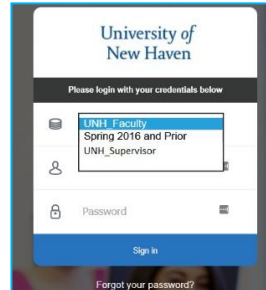 University of
New Haven
Please login with your credentials below
UNH_Faculty
Spring 2016 and Prior
UNH_Supervisor
Password
Sign in
Forgot your password?